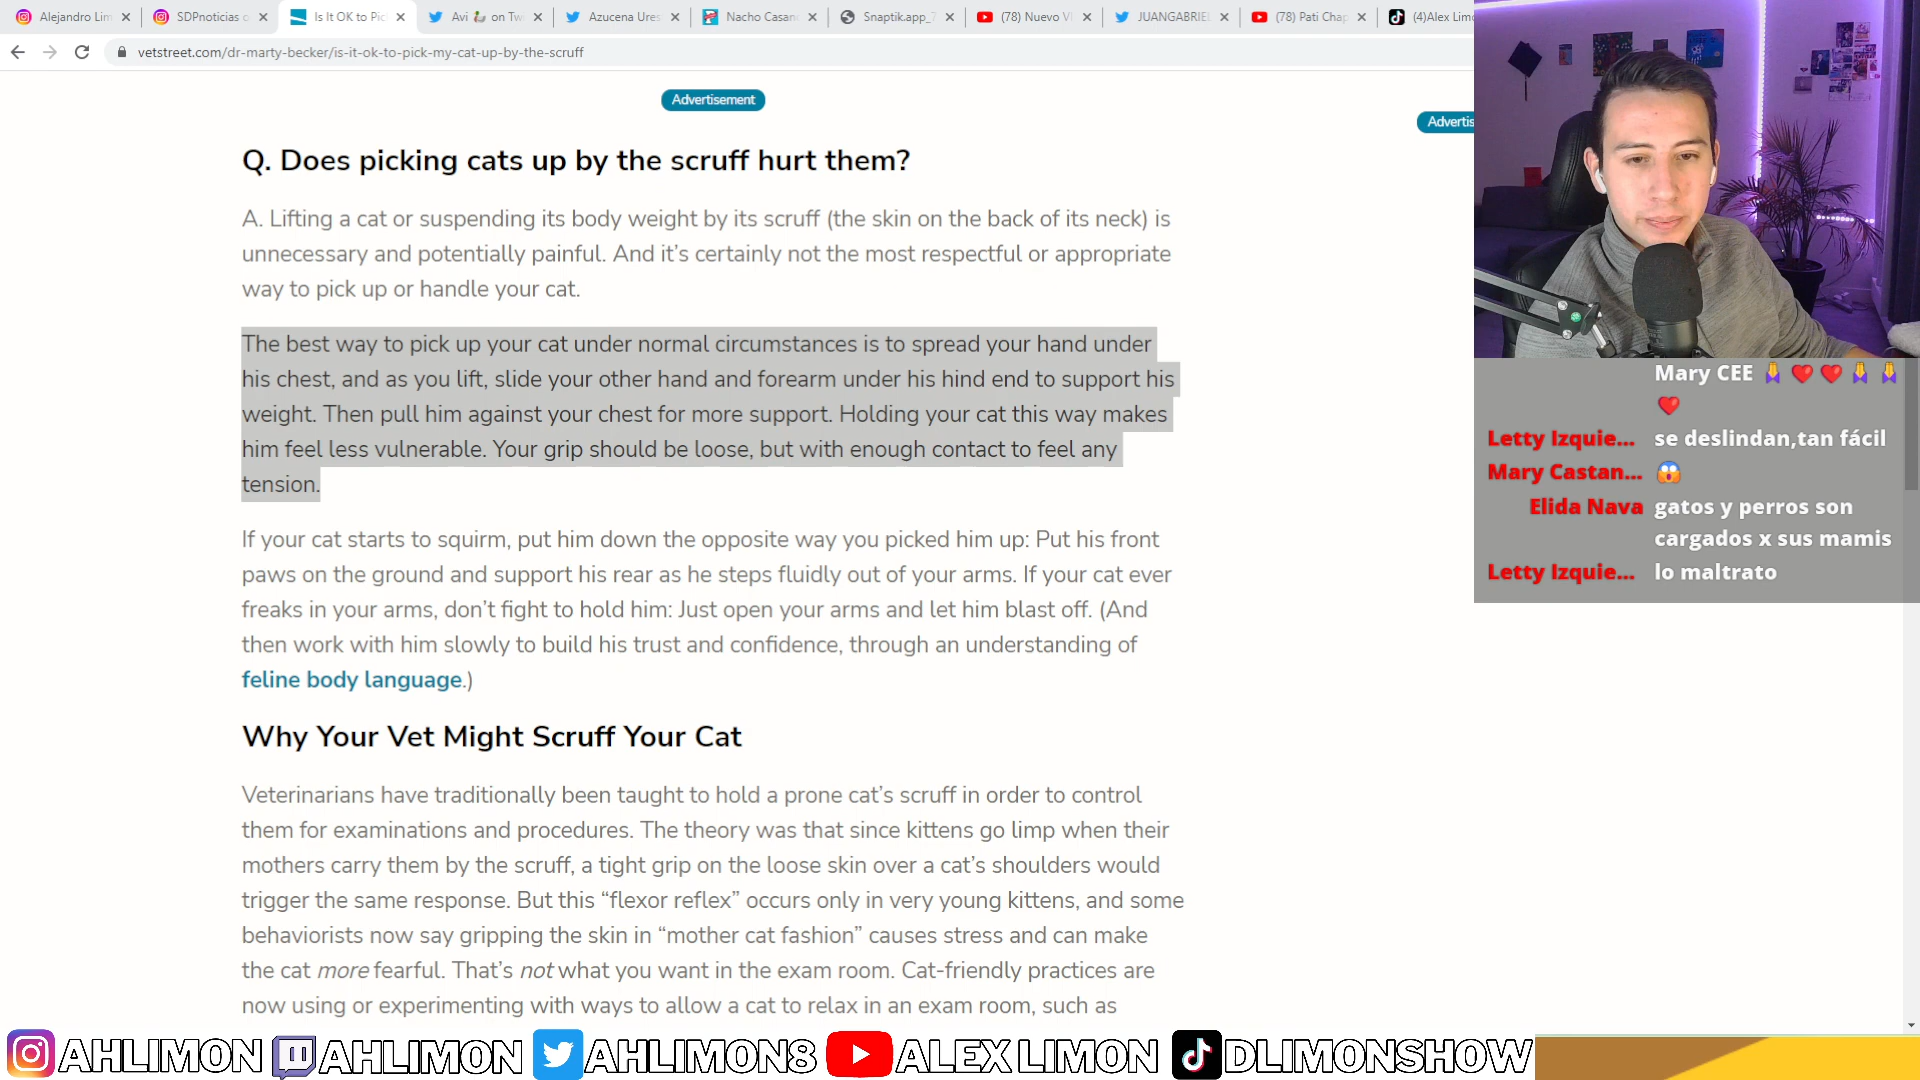 Alejandro Lim
SDPnoticias o
Is It OK to Pic
Avi on Tw
Azucena Ures
Nacho Casano
Snaptik.app_7
(78) Nuevo Vi
JUANGABRIEL
(78) Pati Chap
(4)Alex Limo
vetstreet.com/dr-marty-becker/is-it-ok-to-pick-my-cat-up-by-the-scruff
Advertisement
Advertis
Q. Does picking cats up by the scruff hurt them?
A. Lifting a cat or suspending its body weight by its scruff (the skin on the back of its neck) is
unnecessary and potentially painful. And it’s certainly not the most respectful or appropriate
way to pick up or handle your cat.
The best way to pick up your cat under normal circumstances is to spread your hand under
his chest, and as you lift, slide your other hand and forearm under his hind end to support his
weight. Then pull him against your chest for more support. Holding your cat this way makes
him feel less vulnerable. Your grip should be loose, but with enough contact to feel any
tension.
If your cat starts to squirm, put him down the opposite way you picked him up: Put his front
paws on the ground and support his rear as he steps fluidly out of your arms. If your cat ever
freaks in your arms, don’t fight to hold him: Just open your arms and let him blast off. (And
then work with him slowly to build his trust and confidence, through an understanding of
feline body language.)
Why Your Vet Might Scruff Your Cat
Veterinarians have traditionally been taught to hold a prone cat’s scruff in order to control
them for examinations and procedures. The theory was that since kittens go limp when their
mothers carry them by the scruff, a tight grip on the loose skin over a cat’s shoulders would
trigger the same response. But this “flexor reflex” occurs only in very young kittens, and some
behaviorists now say gripping the skin in “mother cat fashion” causes stress and can make
the cat more fearful. That’s not what you want in the exam room. Cat-friendly practices are
now using or experimenting with ways to allow a cat to relax in an exam room, such as
Mary CEE
Letty Izquie... se deslindan,tan fácil
Mary Castan...
Elida Nava gatos y perros son
cargados x sus mamis
Letty Izquie... lo maltrato
AHLIMON AHLIMON AHLIMON8 ALEX LIMON DLIMONSHOW